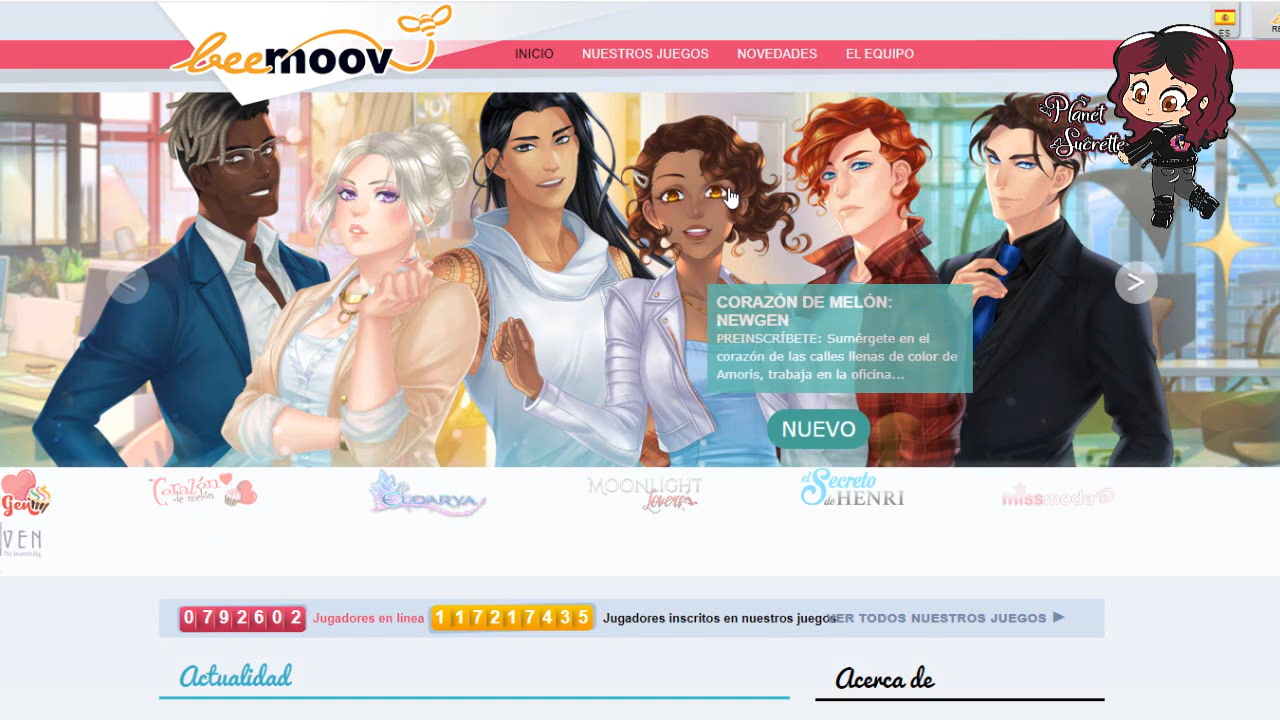 beemoov
INICIO NUESTROS JUEGOS NOVEDADES EL EQUIPO
ES
Planet
Sucrette
<
>
CORAZÓN DE MELÓN:
NEWGEN
PREINSCRÍBETE: Sumérgete en el
corazón de las calles llenas de color de
Amoris, trabaja en la oficina...
NUEVO
Gen
Corazón
de melón
ELDARYA
MOONLIGHT
Lovers
el Secreto
de HENRI
missmoda
VEN
0792602 Jugadores en línea 117217435 Jugadores inscritos en nuestros juegos VER TODOS NUESTROS JUEGOS
Actualidad
Acerca de